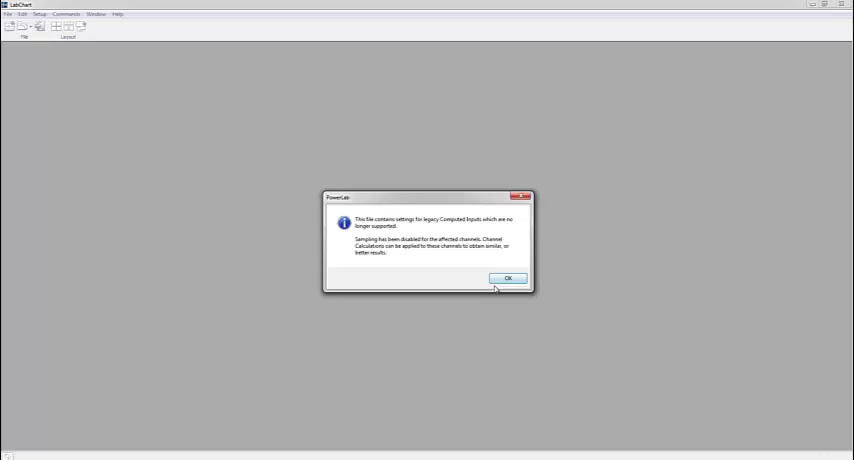 LabChart
File Edit Setup Commands Window Help
File Layout
PowerLab
This file contains settings for legacy Computed Inputs which are no
longer supported.
Sampling has been disabled for the affected channels. Channel
Calculations can be applied to these channels to obtain similar, or
better results.
OK